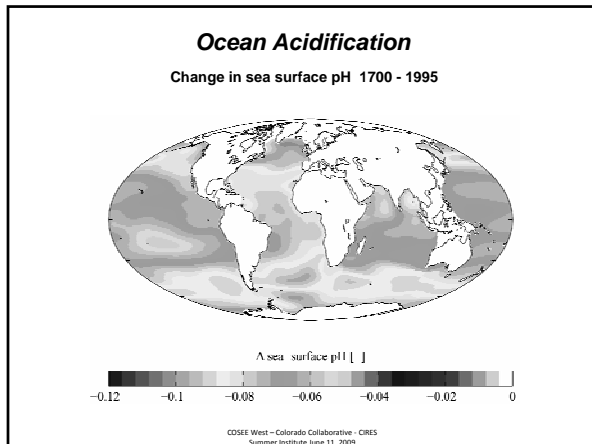 Ocean Acidification
Change in sea surface pH 1700 - 1995
Δ sea surface pH [ ]
−0.12 −0.1 −0.08 −0.06 −0.04 −0.02 0
COSEE West – Colorado Collaborative - CIRES
Summer Institute June 11, 2009